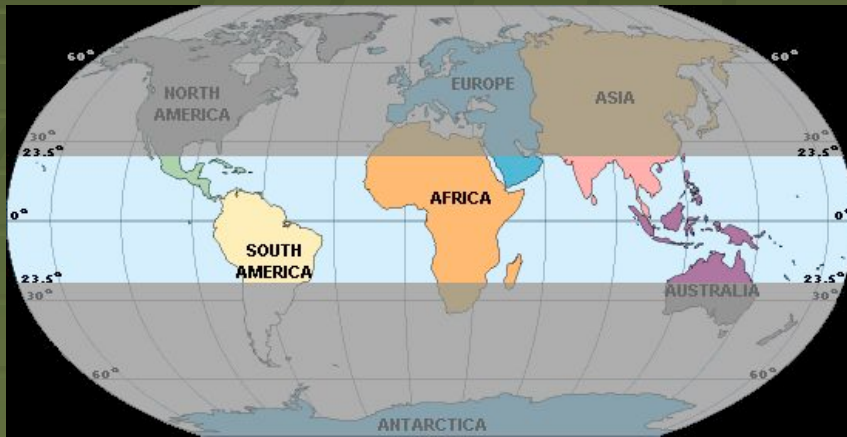 60° 60°
NORTH
AMERICA
EUROPE
ASIA
30° 30°
23.5° 23.5°
AFRICA
0° 0°
SOUTH
AMERICA
23.5° 23.5°
AUSTRALIA
30° 30°
60° 60°
ANTARCTICA